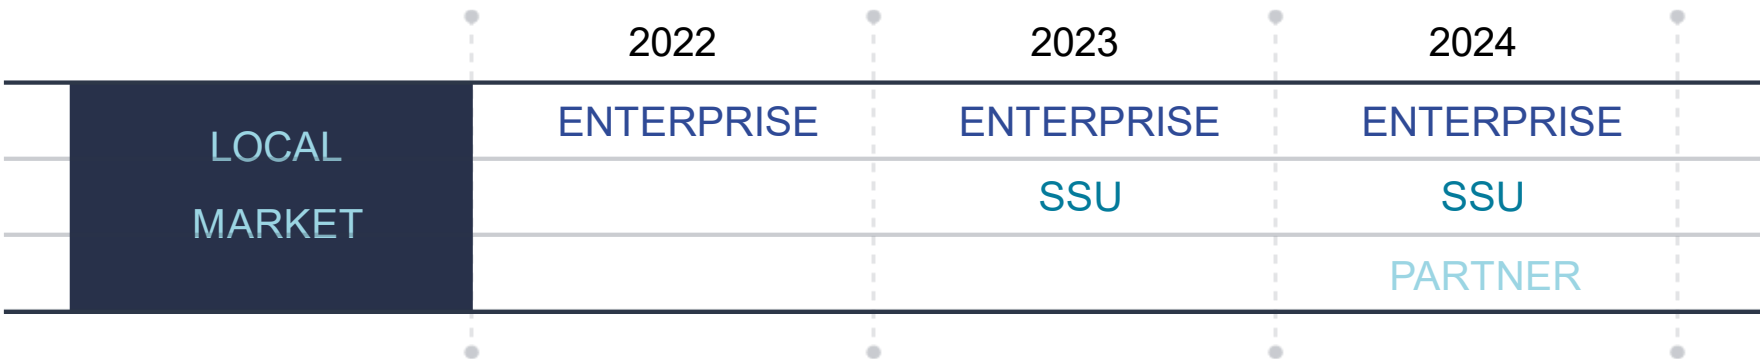 2022 2023 2024
LOCAL
MARKET
ENTERPRISE ENTERPRISE ENTERPRISE
SSU SSU
PARTNER